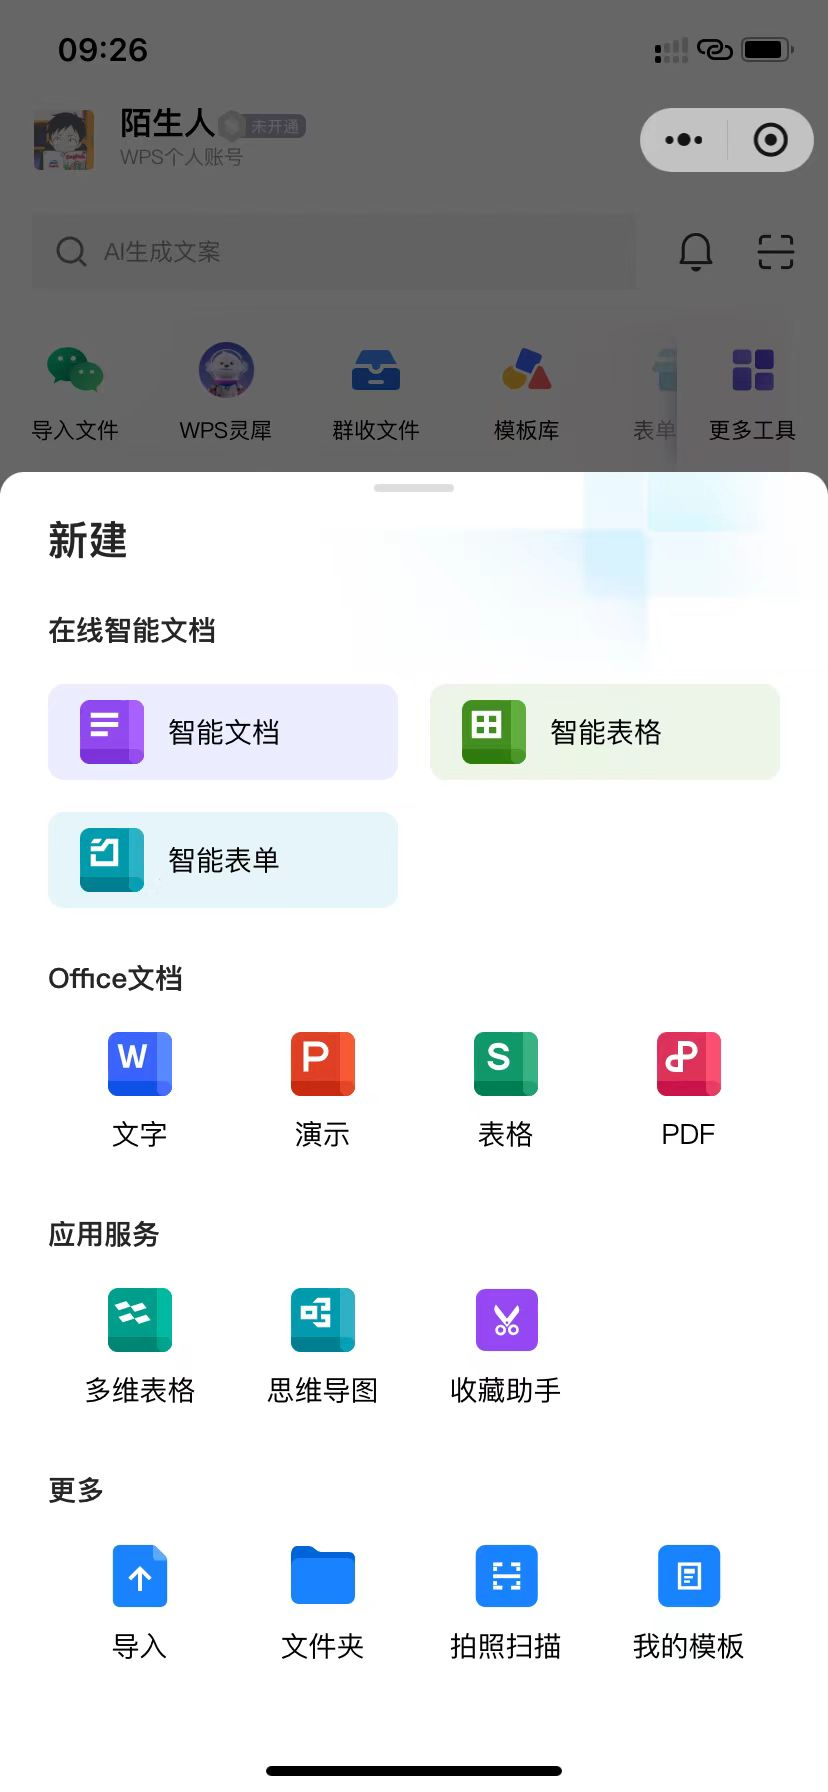 09:26
陌生人 未开通
WPS个人账号
AI生成文案
导入文件 WPS灵犀 群收文件 模板库 表单 更多工具
新建
在线智能文档
智能文档 智能表格
智能表单
Office文档
W P S P
文字 演示 表格 PDF
应用服务
多维表格 思维导图 收藏助手
更多
导入 文件夹 拍照扫描 我的模板